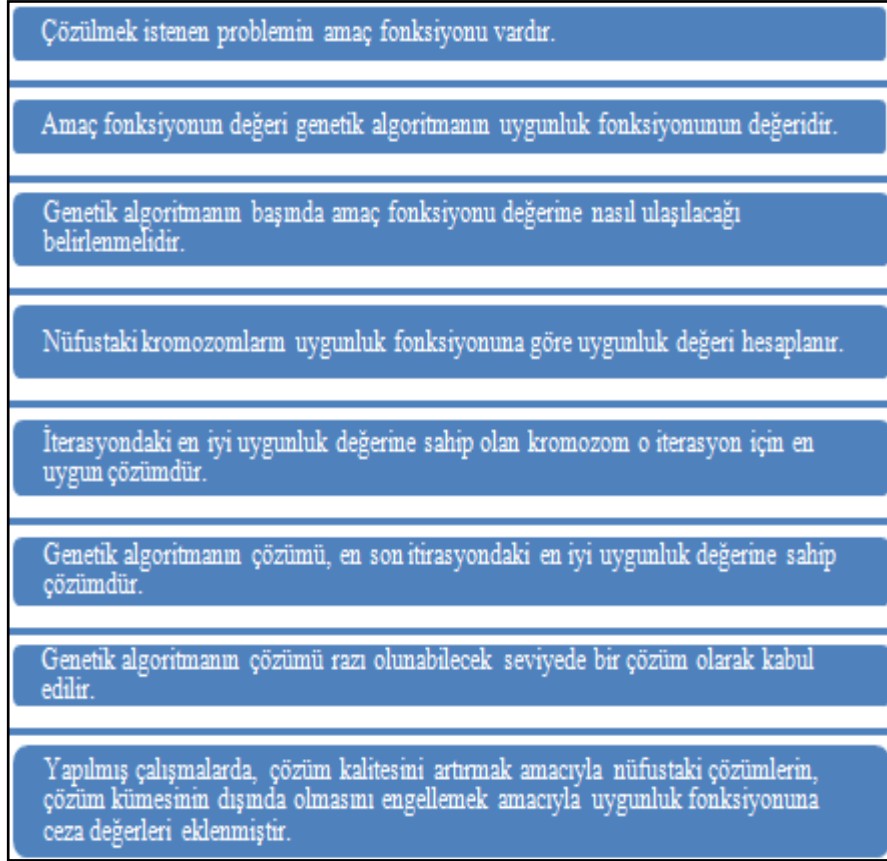 Çözülmek istenen problemin amaç fonksiyonu vardır.
Amaç fonksiyonun değeri genetik algoritmanın uygunluk fonksiyonunun değeridir.
Genetik algoritmanın başında amaç fonksiyonu değerine nasıl ulaşılacağı
belirlenmelidir.
Nüfustaki kromozomların uygunluk fonksiyonuna göre uygunluk değeri hesaplanır.
İterasyondaki en iyi uygunluk değerine sahip olan kromozom o iterasyon için en
uygun çözümdür.
Genetik algoritmanın çözümü, en son itirasyondaki en iyi uygunluk değerine sahip
çözümdür.
Genetik algoritmanın çözümü razı olunabilecek seviyede bir çözüm olarak kabul
edilir.
Yapılmış çalışmalarda, çözüm kalitesini artırmak amacıyla nüfustaki çözümlerin,
çözüm kümesinin dışında olmasını engellemek amacıyla uygunluk fonksiyonuna
ceza değerleri eklenmiştir.